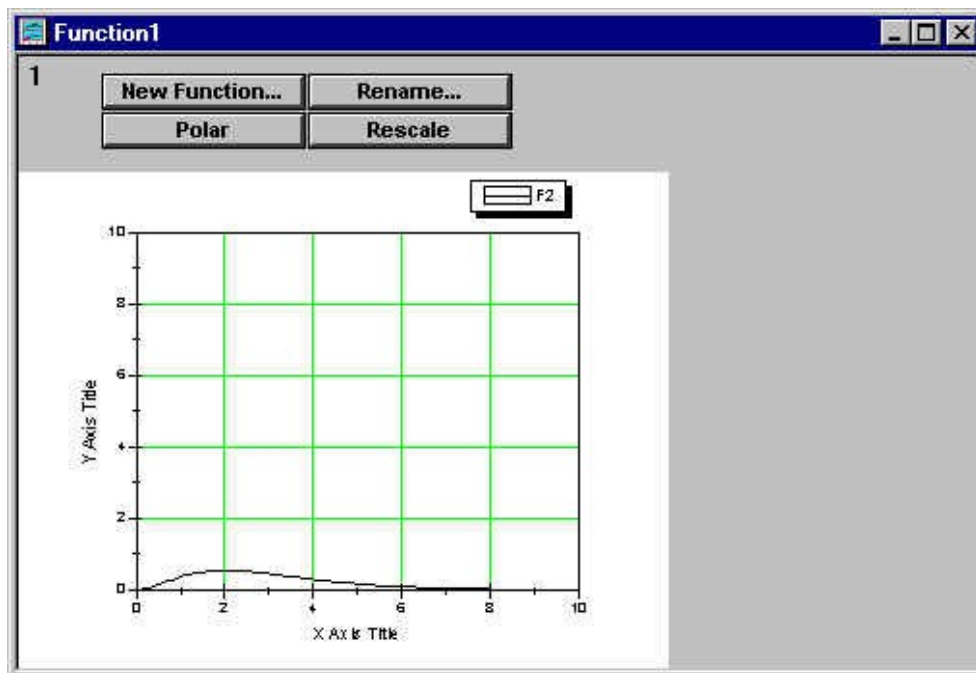 Function1
1
New Function... Rename...
Polar Rescale
F2
10
8
6
4
2
0
Y Axis Title
0 2 4 6 8 10
X Axis Title